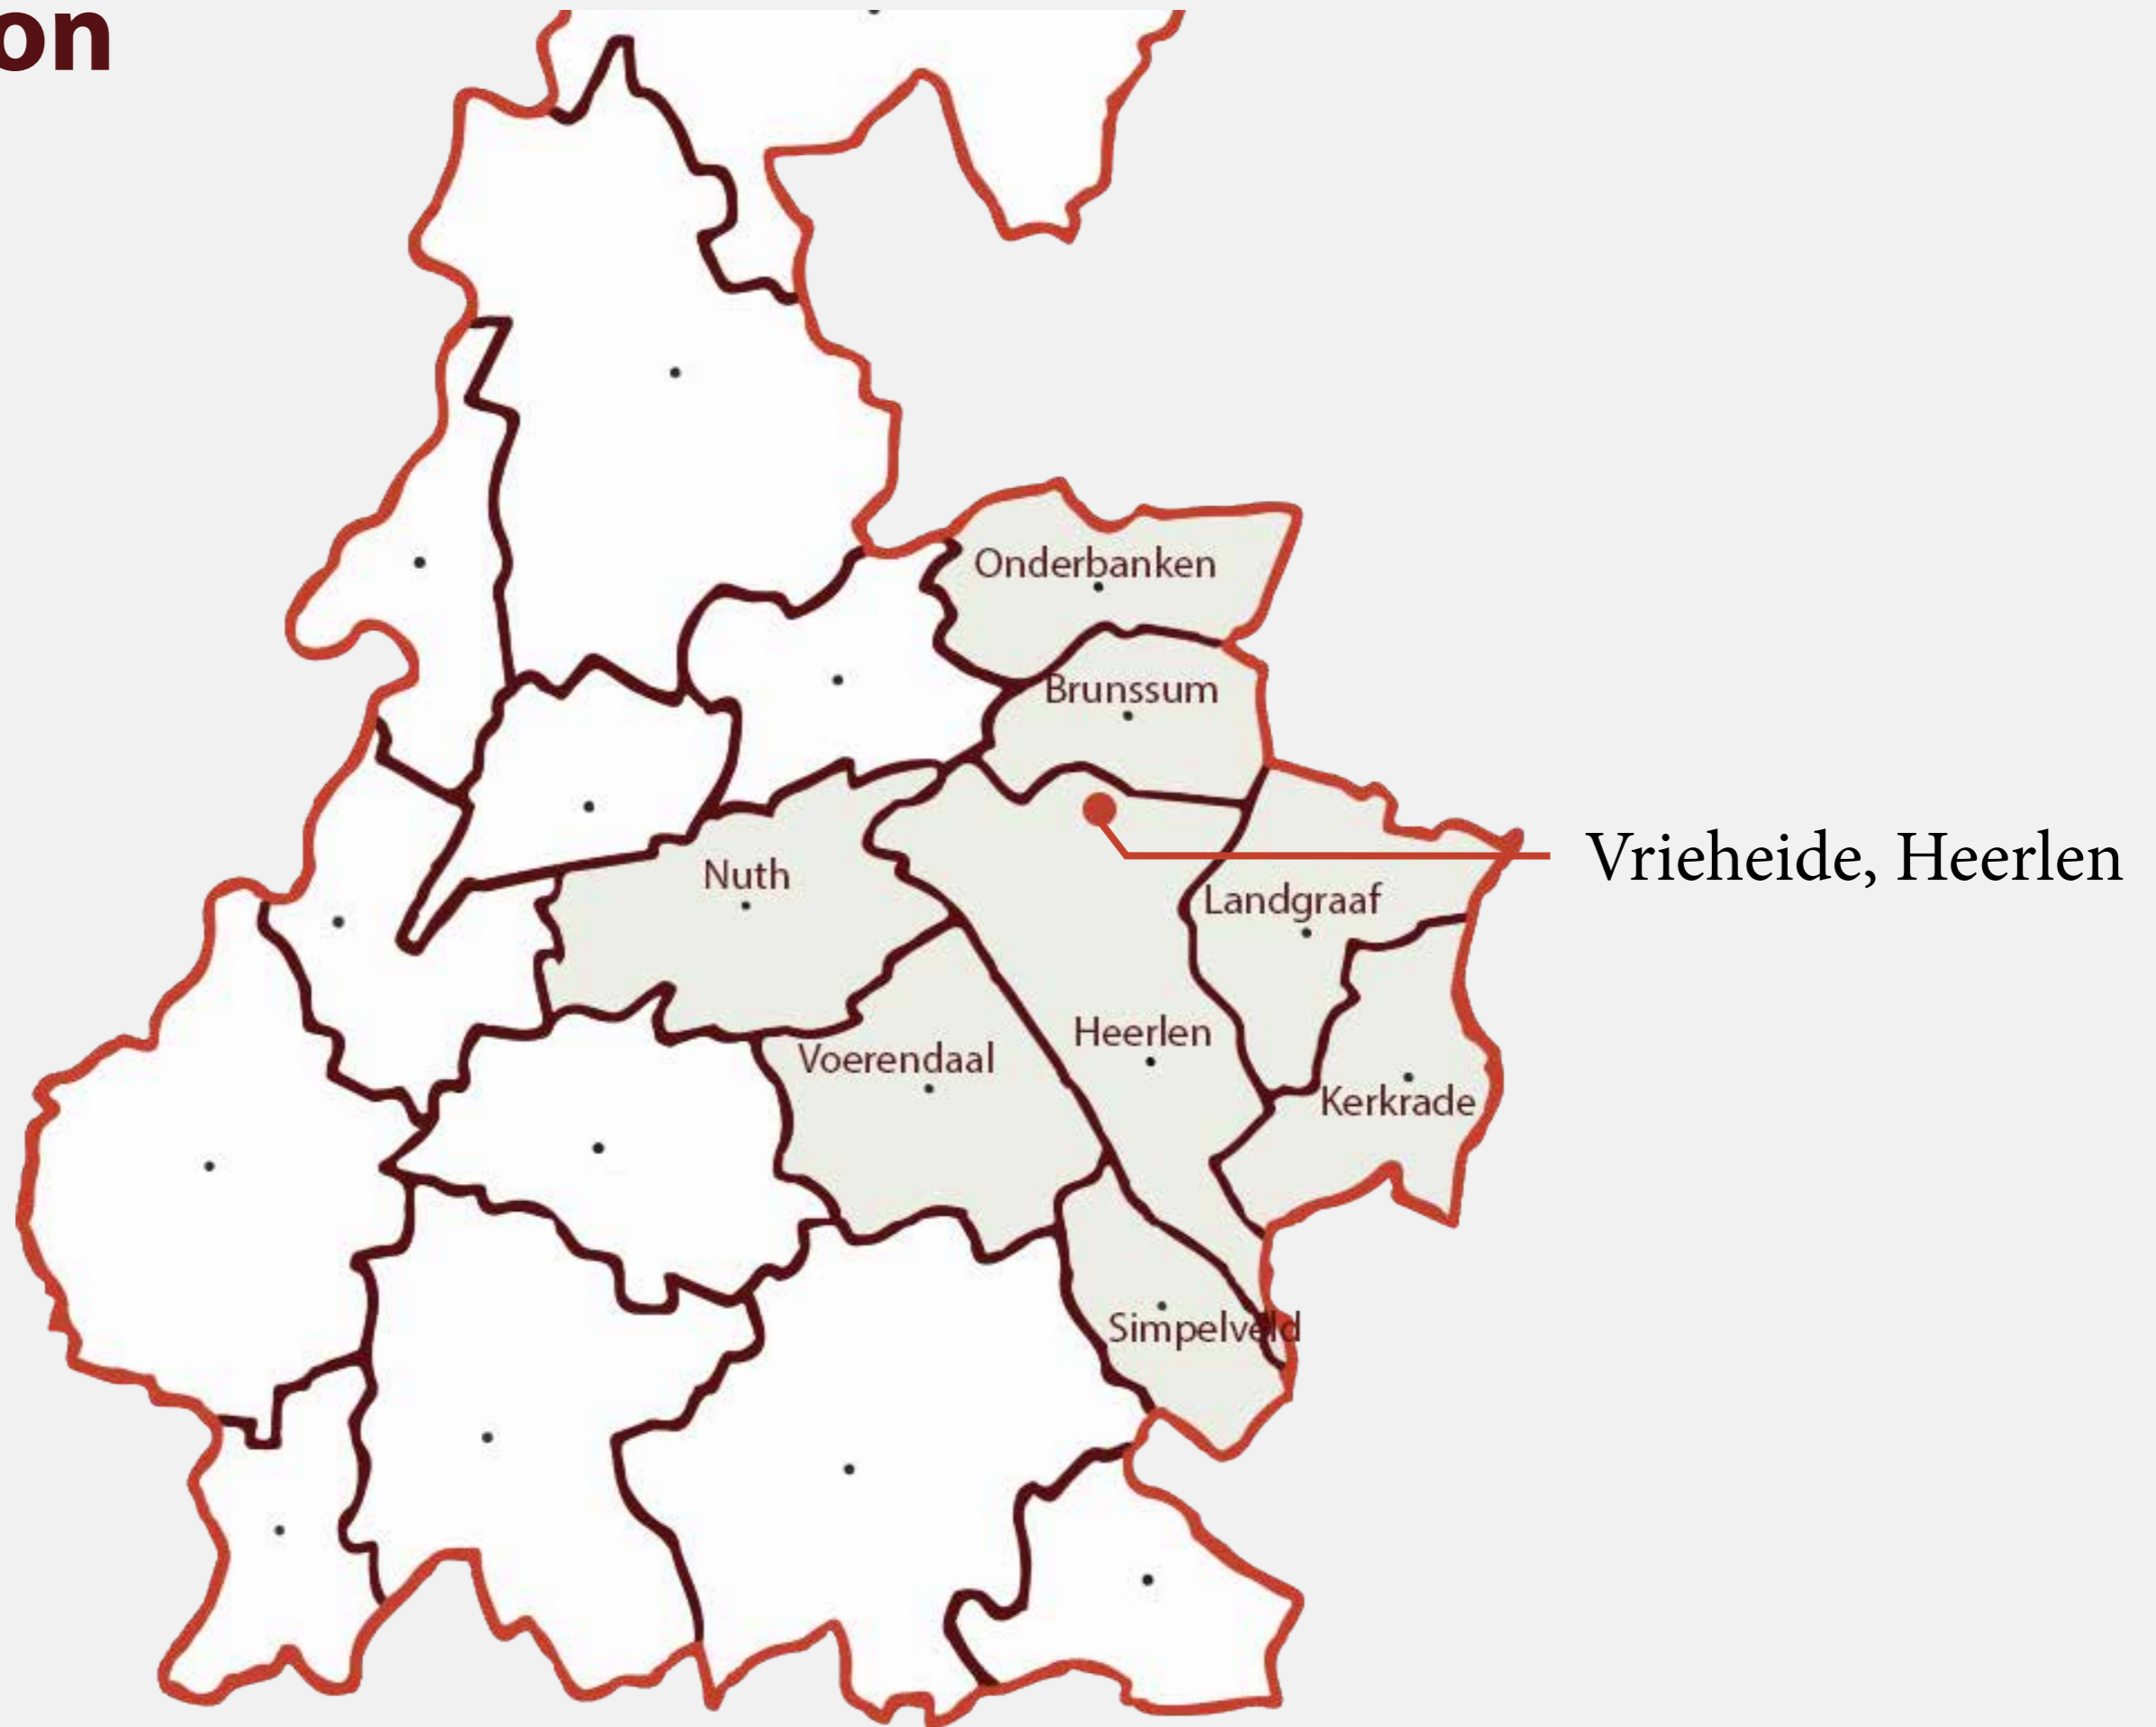 on
Onderbanken
Brunssum
Vrieheide, Heerlen
Nuth
Landgraaf
Heerlen
Voerendaal
Kerkrade
Simpelveld